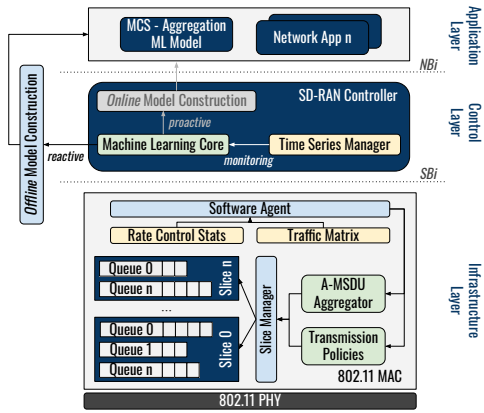 MCS - Aggregation
ML Model
Network App n
Application
Layer
NBi
Offline Model Construction
Online Model Construction
SD-RAN Controller
proactive
Machine Learning Core
Time Series Manager
reactive
monitoring
Control
Layer
SBi
Software Agent
Rate Control Stats
Traffic Matrix
Queue 0
Queue n
Slice n
...
Queue 0
Queue 1
Queue n
Slice 0
Slice Manager
A-MSDU
Aggregator
Transmission
Policies
802.11 MAC
Infrastructure
Layer
802.11 PHY